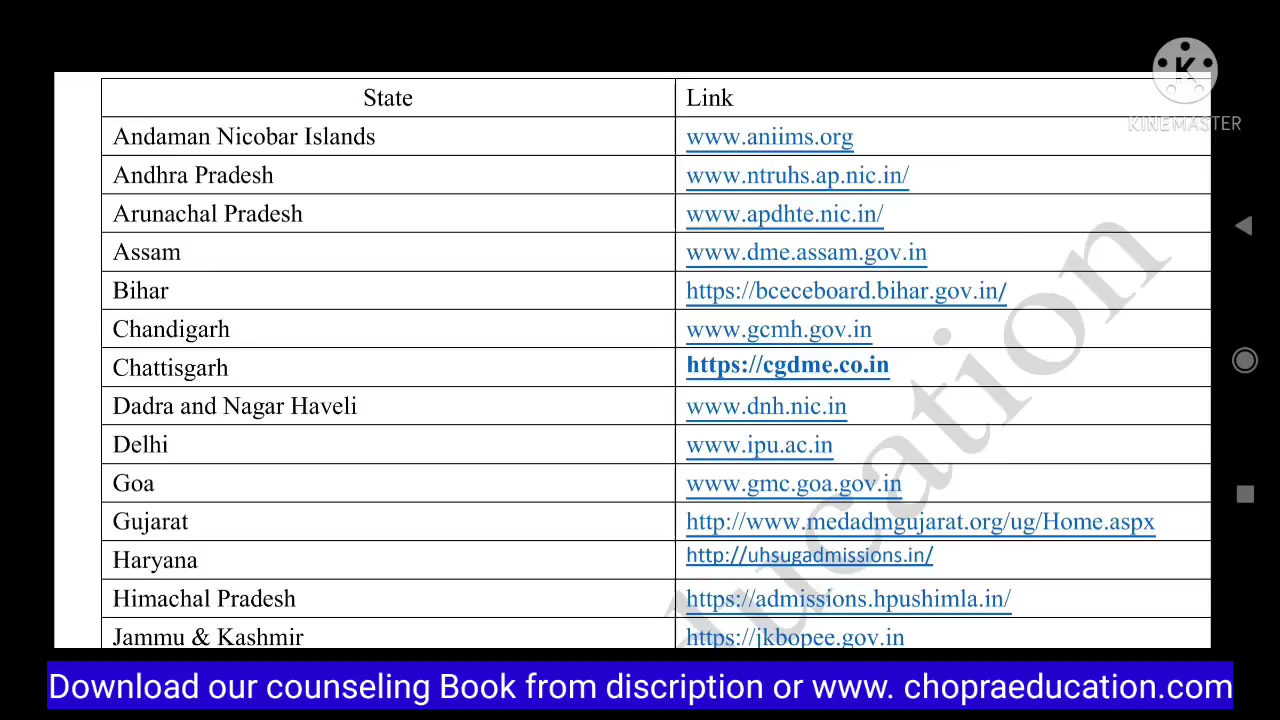 State Link
Andaman Nicobar Islands www.aniims.org
Andhra Pradesh www.ntruhs.ap.nic.in/
Arunachal Pradesh www.apdhte.nic.in/
Assam www.dme.assam.gov.in
Bihar https://bceceboard.bihar.gov.in/
Chandigarh www.gcmh.gov.in
Chattisgarh https://cgdme.co.in
Dadra and Nagar Haveli www.dnh.nic.in
Delhi www.ipu.ac.in
Goa www.gmc.goa.gov.in
Gujarat http://www.medadmgujarat.org/ug/Home.aspx
Haryana http://uhsugadmissions.in/
Himachal Pradesh https://admissions.hpushimla.in/
Jammu & Kashmir https://jkbopee.gov.in
K
KINEMASTER
ducation
Download our counseling Book from discription or www. chopraeducation.com